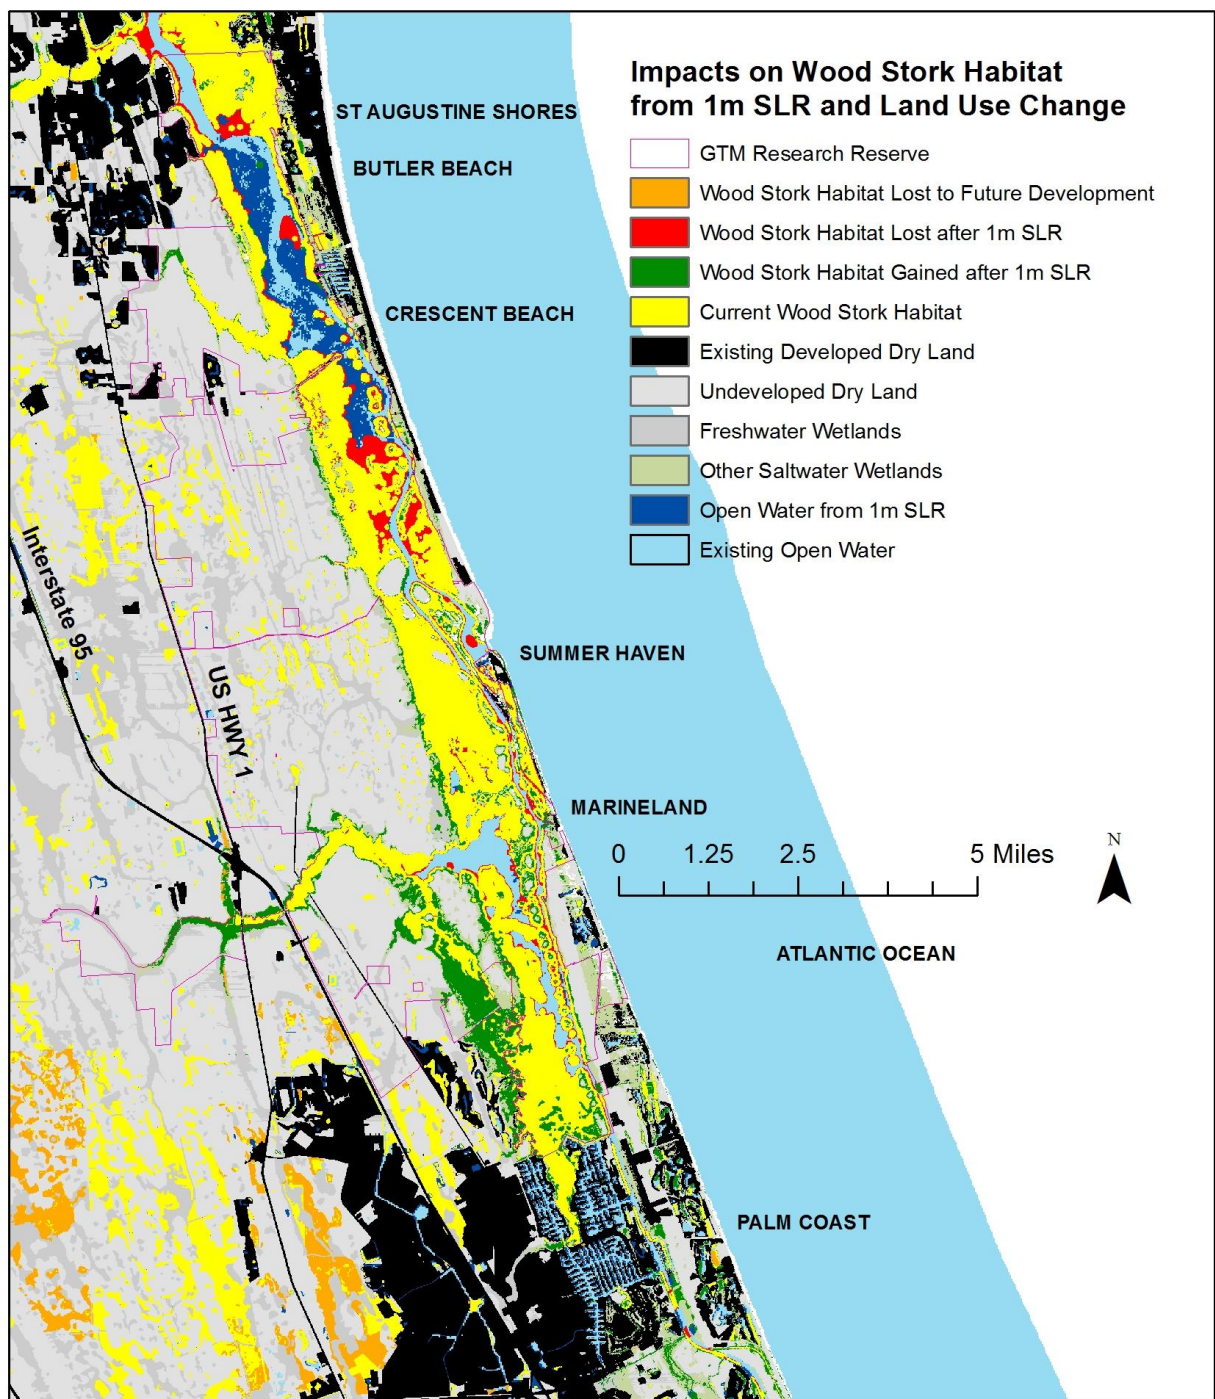 Impacts on Wood Stork Habitat
from 1m SLR and Land Use Change
GTM Research Reserve
Wood Stork Habitat Lost to Future Development
Wood Stork Habitat Lost after 1m SLR
Wood Stork Habitat Gained after 1m SLR
Current Wood Stork Habitat
Existing Developed Dry Land
Undeveloped Dry Land
Freshwater Wetlands
Other Saltwater Wetlands
Open Water from 1m SLR
Existing Open Water
ST AUGUSTINE SHORES
BUTLER BEACH
CRESCENT BEACH
Interstate 95
US HWY 1
SUMMER HAVEN
MARINELAND
0 1.25 2.5 5 Miles
N
ATLANTIC OCEAN
PALM COAST